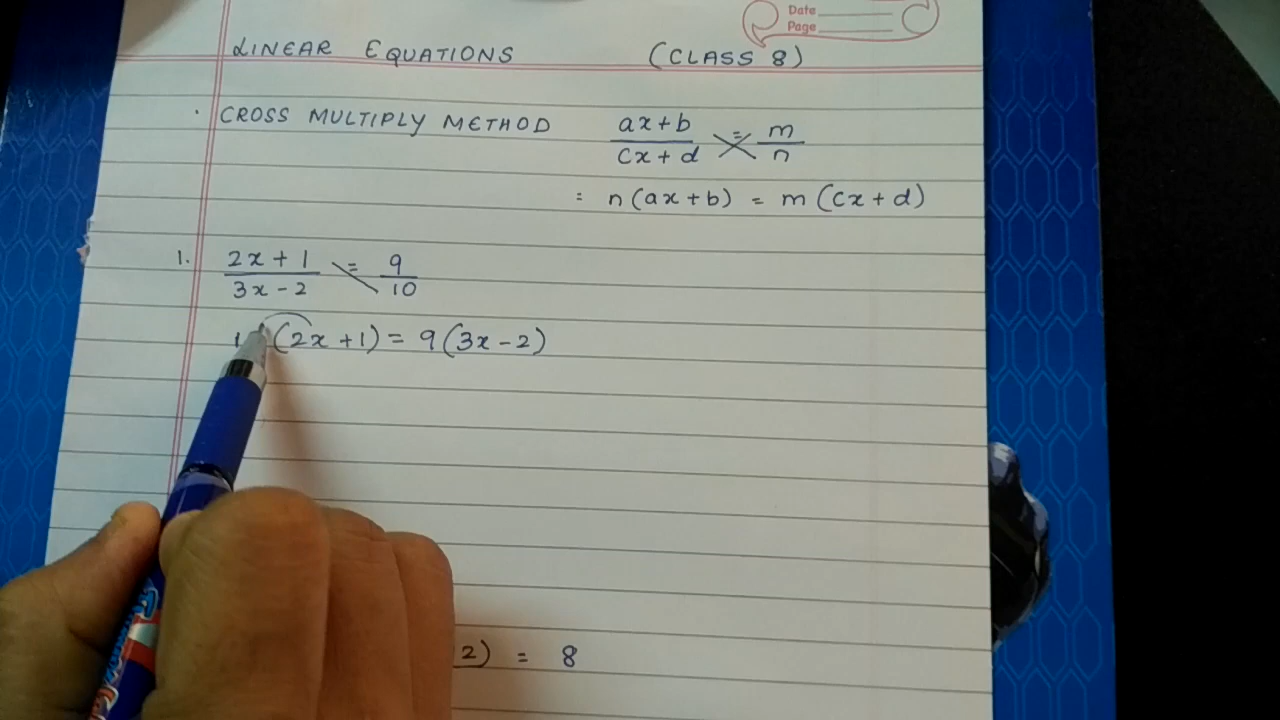 Date
Page
LINEAR EQUATIONS (CLASS 8)
. CROSS MULTIPLY METHOD (ax+b)/(cx+d) = m/n
= n(ax+b) = m(cx+d)
1. (2x+1)/(3x-2) = 9/10
1 (2x+1) = 9(3x-2)
2) = 8